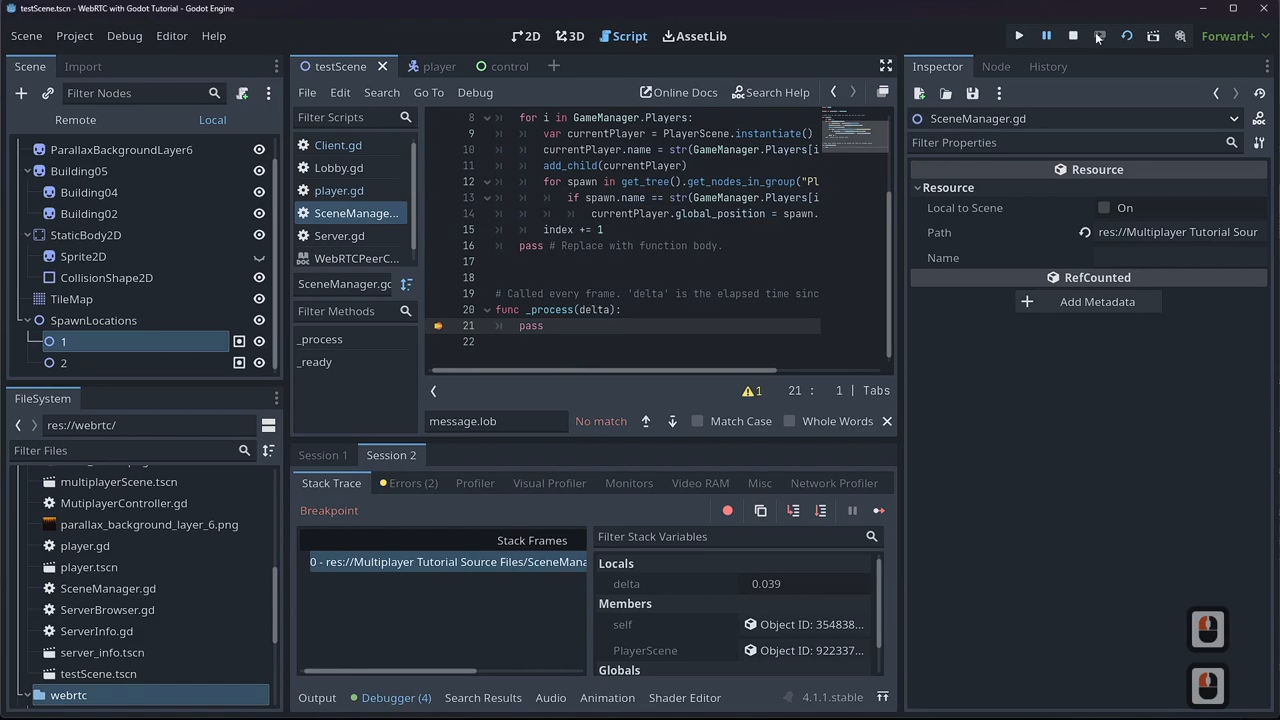 testScene.tscn - WebRTC with Godot Tutorial - Godot Engine
Scene Project Debug Editor Help
2D 3D Script AssetLib
Forward+
Scene Import
Filter Nodes
Remote Local
ParallaxBackgroundLayer6
Building05
Building04
Building02
StaticBody2D
Sprite2D
CollisionShape2D
TileMap
SpawnLocations
1
2
FileSystem
res://webrtc/
Filter Files
multiplayerScene.tscn
MutiplayerController.gd
parallax_background_layer_6.png
player.gd
player.tscn
SceneManager.gd
ServerBrowser.gd
ServerInfo.gd
server_info.tscn
testScene.tscn
webrtc
testScene player control
File Edit Search Go To Debug
Online Docs Search Help
Filter Scripts
Client.gd
Lobby.gd
player.gd
SceneManage...
Server.gd
WebRTCPeerC...
SceneManager.gd
Filter Methods
_process
_ready
8 for i in GameManager.Players:
9 var currentPlayer = PlayerScene.instantiate()
10 currentPlayer.name = str(GameManager.Players[i
11 add_child(currentPlayer)
12 for spawn in get_tree().get_nodes_in_group("Pl
13 if spawn.name == str(GameManager.Players[i
14 currentPlayer.global_position = spawn.
15 index += 1
16 pass # Replace with function body.
17
18
19 # Called every frame. 'delta' is the elapsed time sinc
20 func _process(delta):
21 pass
22
1 21 : 1 | Tabs
message.lob No match Match Case Whole Words
Session 1 Session 2
Stack Trace Errors (2) Profiler Visual Profiler Monitors Video RAM Misc Network Profiler
Breakpoint
Stack Frames
0 - res://Multiplayer Tutorial Source Files/SceneMana
Filter Stack Variables
Locals
delta 0.039
Members
self Object ID: 354838...
PlayerScene Object ID: 922337...
Globals
Output Debugger (4) Search Results Audio Animation Shader Editor 4.1.1.stable
Inspector Node History
SceneManager.gd
Filter Properties
Resource
Resource
Local to Scene On
Path res://Multiplayer Tutorial Sour
Name
RefCounted
Add Metadata